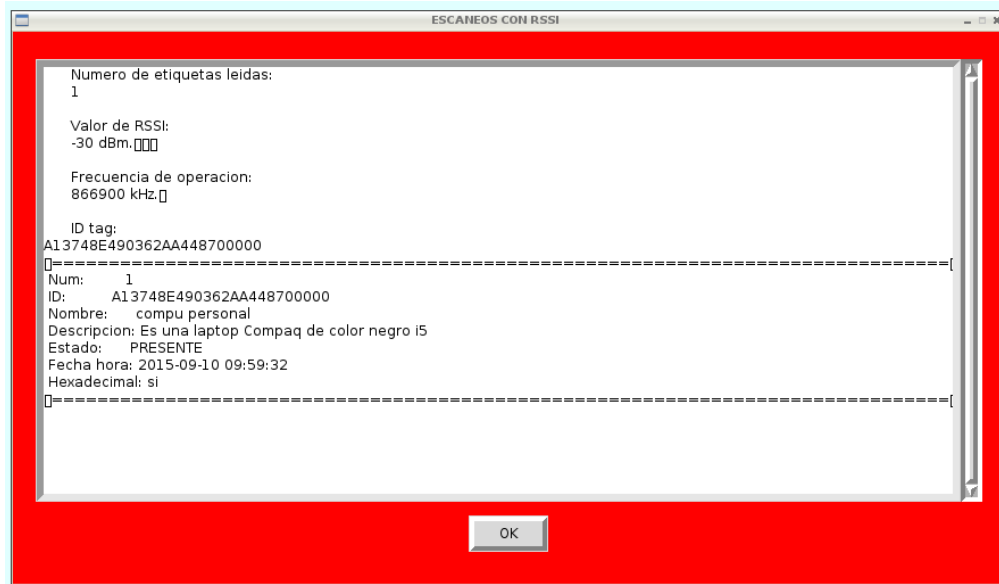 ESCANEOS CON RSSI
Numero de etiquetas leidas:
1
Valor de RSSI:
-30 dBm.▯▯▯
Frecuencia de operacion:
866900 kHz.▯
ID tag:
A13748E490362AA448700000
▯================================================================================[
Num: 1
ID: A13748E490362AA448700000
Nombre: compu personal
Descripcion: Es una laptop Compaq de color negro i5
Estado: PRESENTE
Fecha hora: 2015-09-10 09:59:32
Hexadecimal: si
▯================================================================================[
OK